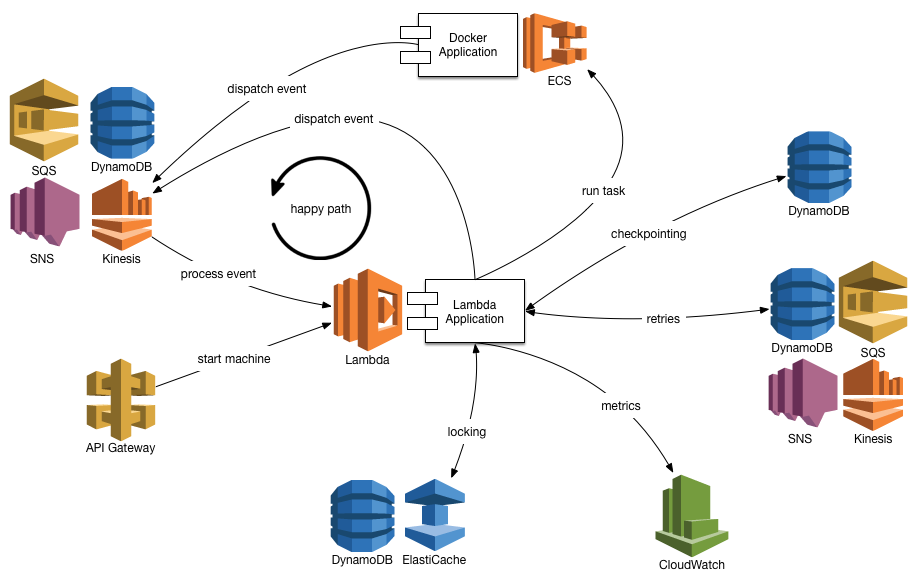 Docker
Application
ECS
dispatch event
dispatch event
SQS
DynamoDB
SNS
Kinesis
happy path
run task
DynamoDB
checkpointing
process event
Lambda
Application
Lambda
start machine
retries
DynamoDB
SQS
SNS
Kinesis
API Gateway
locking
metrics
DynamoDB
ElastiCache
CloudWatch